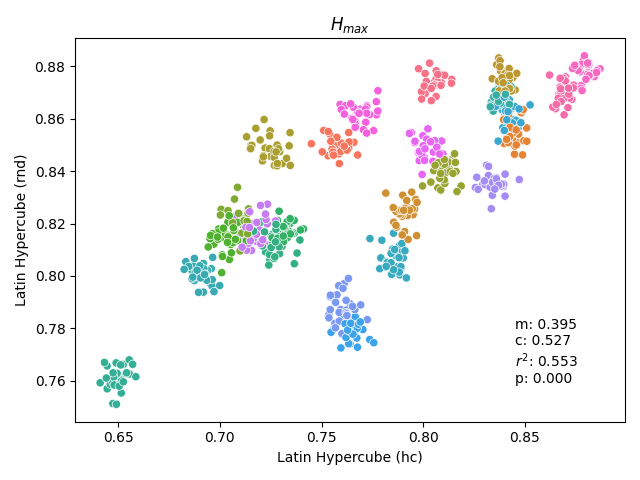 H_max
Latin Hypercube (rnd)
0.88
0.86
0.84
0.82
0.80
0.78
0.76
m: 0.395
c: 0.527
r²: 0.553
p: 0.000
0.65
0.70
0.75
0.80
0.85
Latin Hypercube (hc)